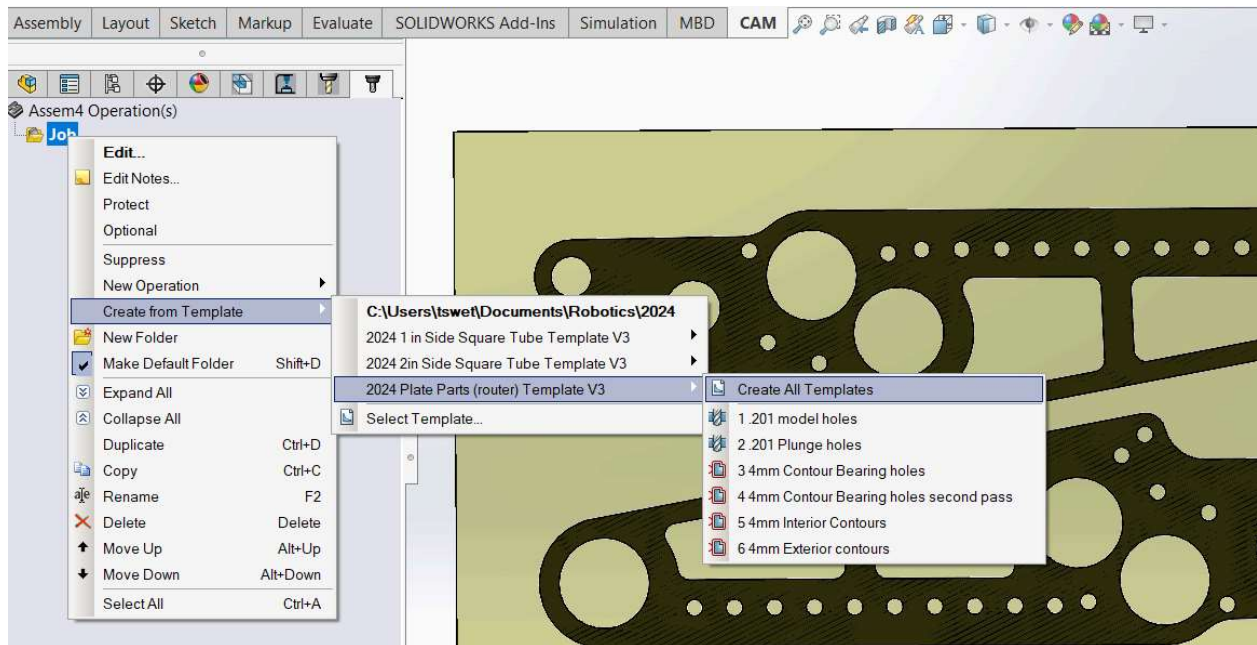 Assembly Layout Sketch Markup Evaluate SOLIDWORKS Add-Ins Simulation MBD CAM
Assem4 Operation(s)
Job
Edit...
Edit Notes...
Protect
Optional
Suppress
New Operation
Create from Template
New Folder
Make Default Folder Shift+D
Expand All
Collapse All
Duplicate Ctrl+D
Copy Ctrl+C
Rename F2
Delete Delete
Move Up Alt+Up
Move Down Alt+Down
Select All Ctrl+A
C:\Users\tswet\Documents\Robotics\2024
2024 1 in Side Square Tube Template V3
2024 2in Side Square Tube Template V3
2024 Plate Parts (router) Template V3
Select Template...
Create All Templates
1 .201 model holes
2 .201 Plunge holes
3 4mm Contour Bearing holes
4 4mm Contour Bearing holes second pass
5 4mm Interior Contours
6 4mm Exterior contours